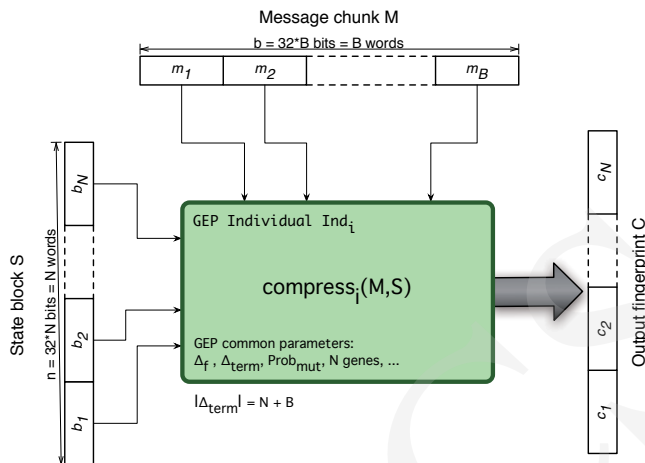 Message chunk M
b = 32*B bits = B words
m1 m2 mB
State block S
n = 32*N bits = N words
bN
b2
b1
GEP Individual Indi
compressi(M,S)
GEP common parameters:
Δf , Δterm, Probmut, N genes, ...
|Δterm| = N + B
cN
c2
c1
Output fingerprint C